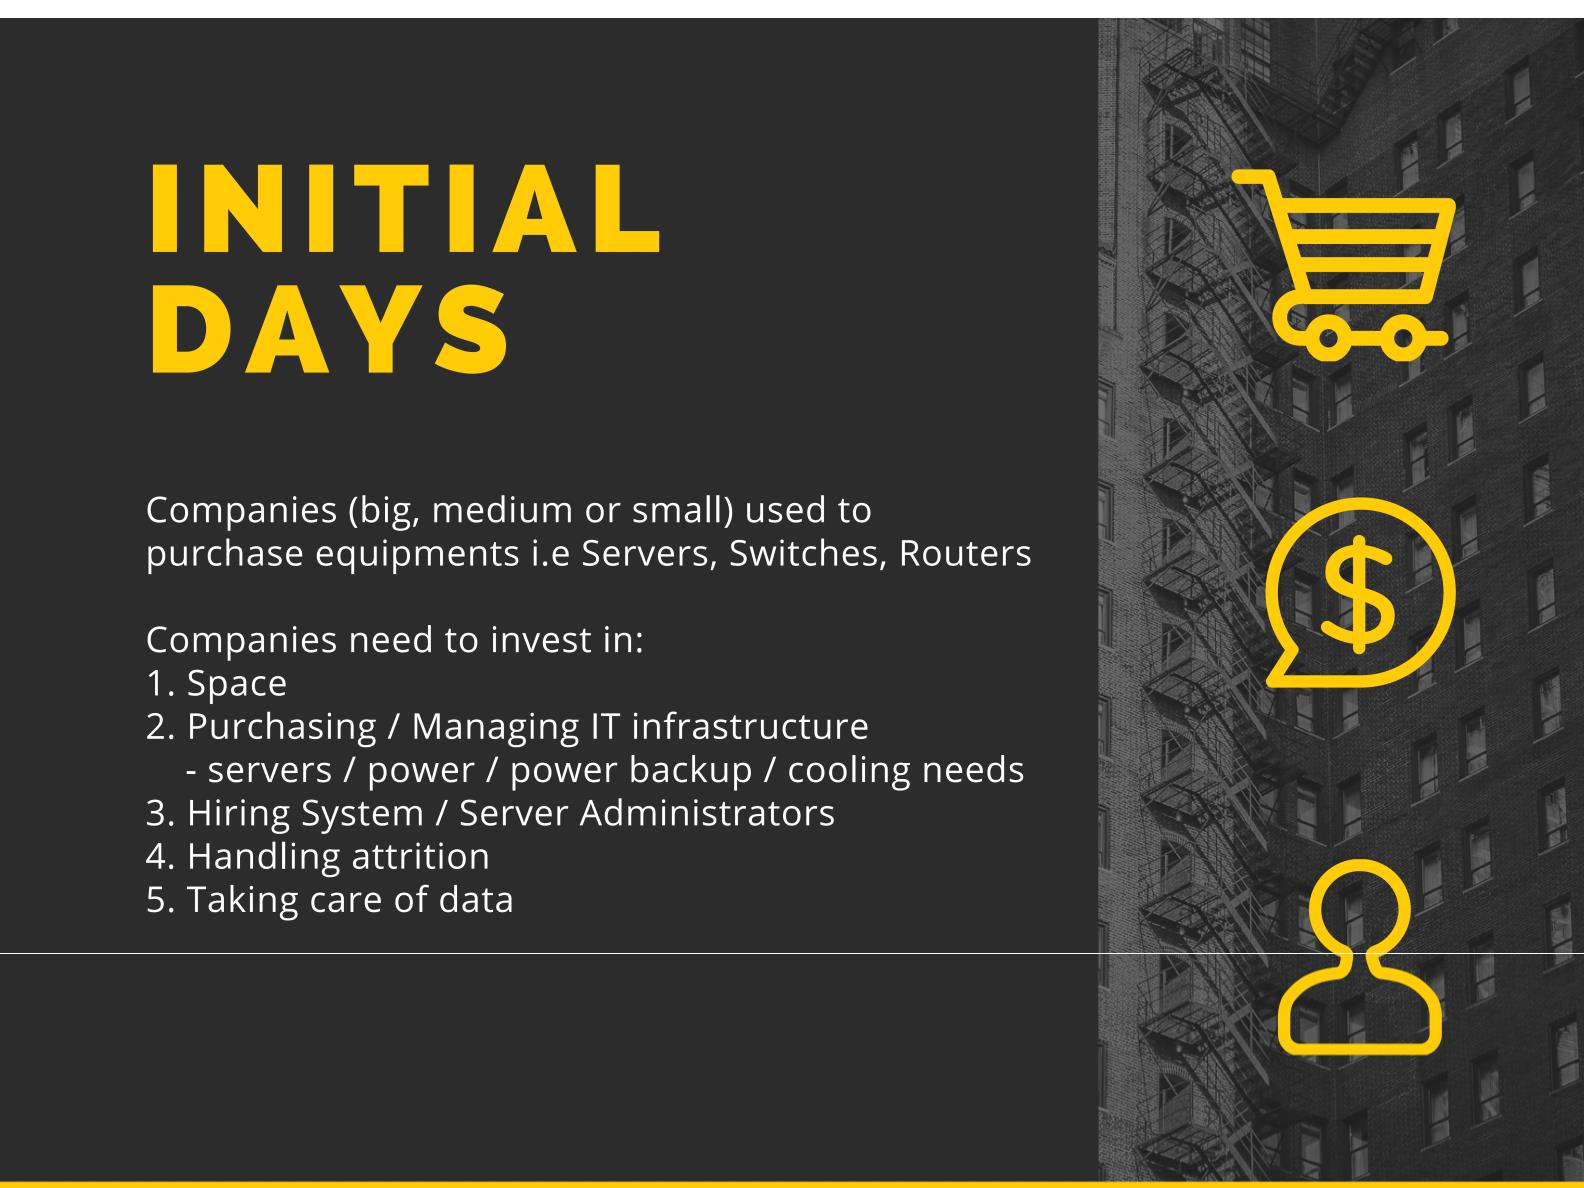 INITIAL
DAYS
Companies (big, medium or small) used to
purchase equipments i.e Servers, Switches, Routers
Companies need to invest in:
1. Space
2. Purchasing / Managing IT infrastructure
- servers / power / power backup / cooling needs
3. Hiring System / Server Administrators
4. Handling attrition
5. Taking care of data
$